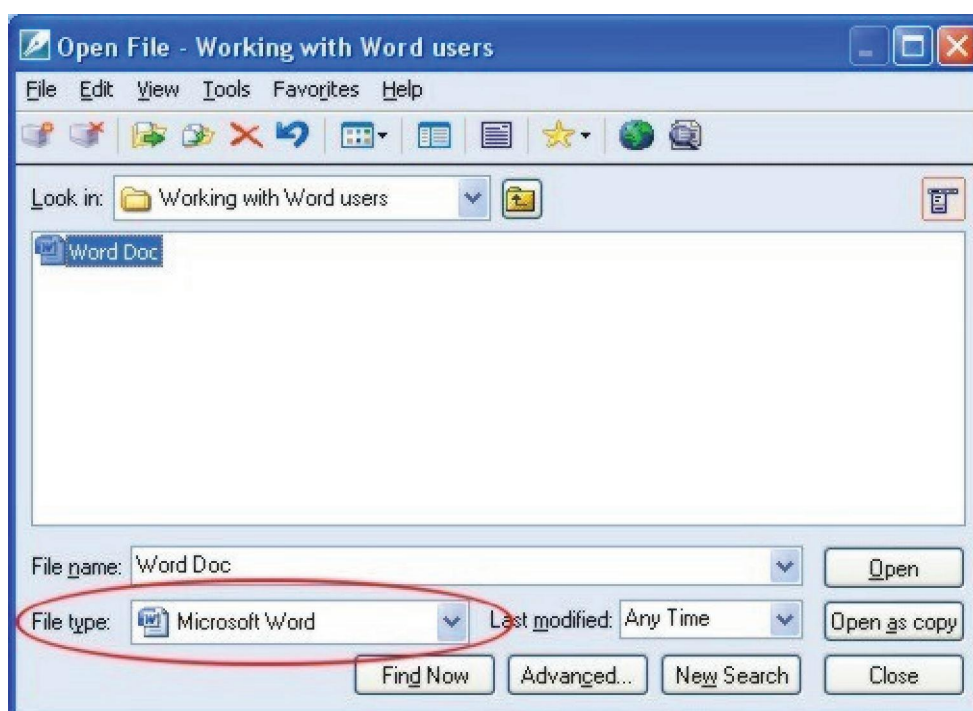 Open File - Working with Word users
File Edit View Tools Favorites Help
Look in: Working with Word users
Word Doc
File name: Word Doc Open
File type: Microsoft Word Last modified: Any Time Open as copy
Find Now Advanced... New Search Close